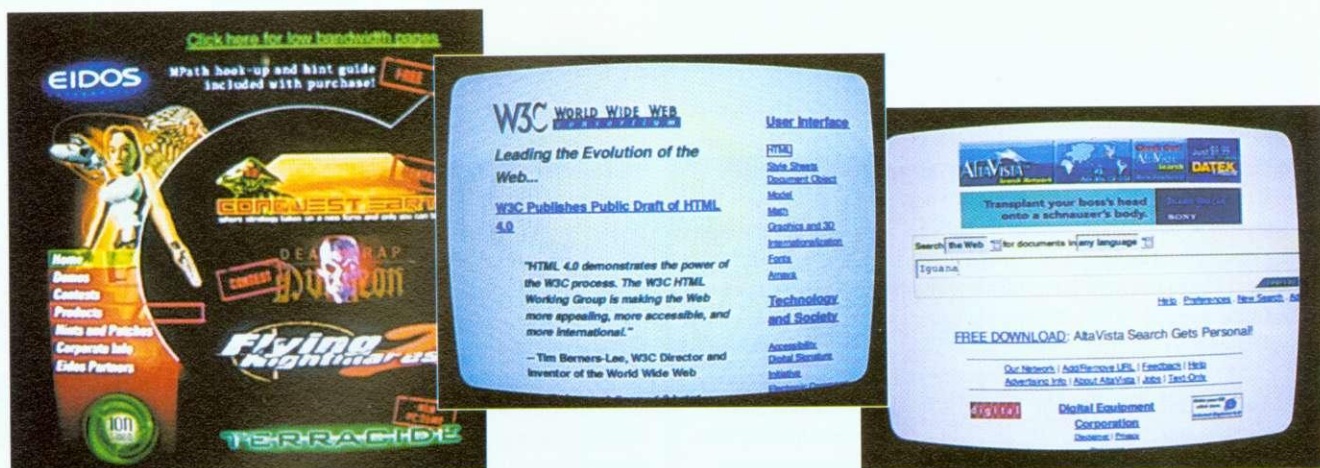 Click here for low bandwidth pages
EIDOS
MPath hook-up and hint guide
included with purchase!
FREE
CONQUEST EARTH
DEATHTRAP
DUNGEON
CONTEST
Home
Demos
Contests
Products
Hints and Patches
Corporate Info
Eidos Partners
Flying
Nightmares 2
ION
TERRACIDE
W3C WORLD WIDE WEB
CONSORTIUM
Leading the Evolution of the
Web...
W3C Publishes Public Draft of HTML
4.0
"HTML 4.0 demonstrates the power of
the W3C process. The W3C HTML
Working Group is making the Web
more appealing, more accessible, and
more international."
-- Tim Berners-Lee, W3C Director and
Inventor of the World Wide Web
User Interface
HTML
Style Sheets
Document Object
Model
Math
Graphics and 3D
Internationalization
Fonts
Amaya
Technology
and Society
Accessibility
Digital Signature
Initiative
ALTAVISTA
Search Network
Search
DATEK
Transplant your boss's head
onto a schnauzer's body.
SONY
Search the Web for documents in any language
Iguana
Help Preferences New Search
FREE DOWNLOAD: AltaVista Search Gets Personal!
Our Network | Add/Remove URL | Feedback | Help
Advertising Info | About AltaVista | Jobs | Text-Only
digital
Digital Equipment
Corporation
Disclaimer | Privacy